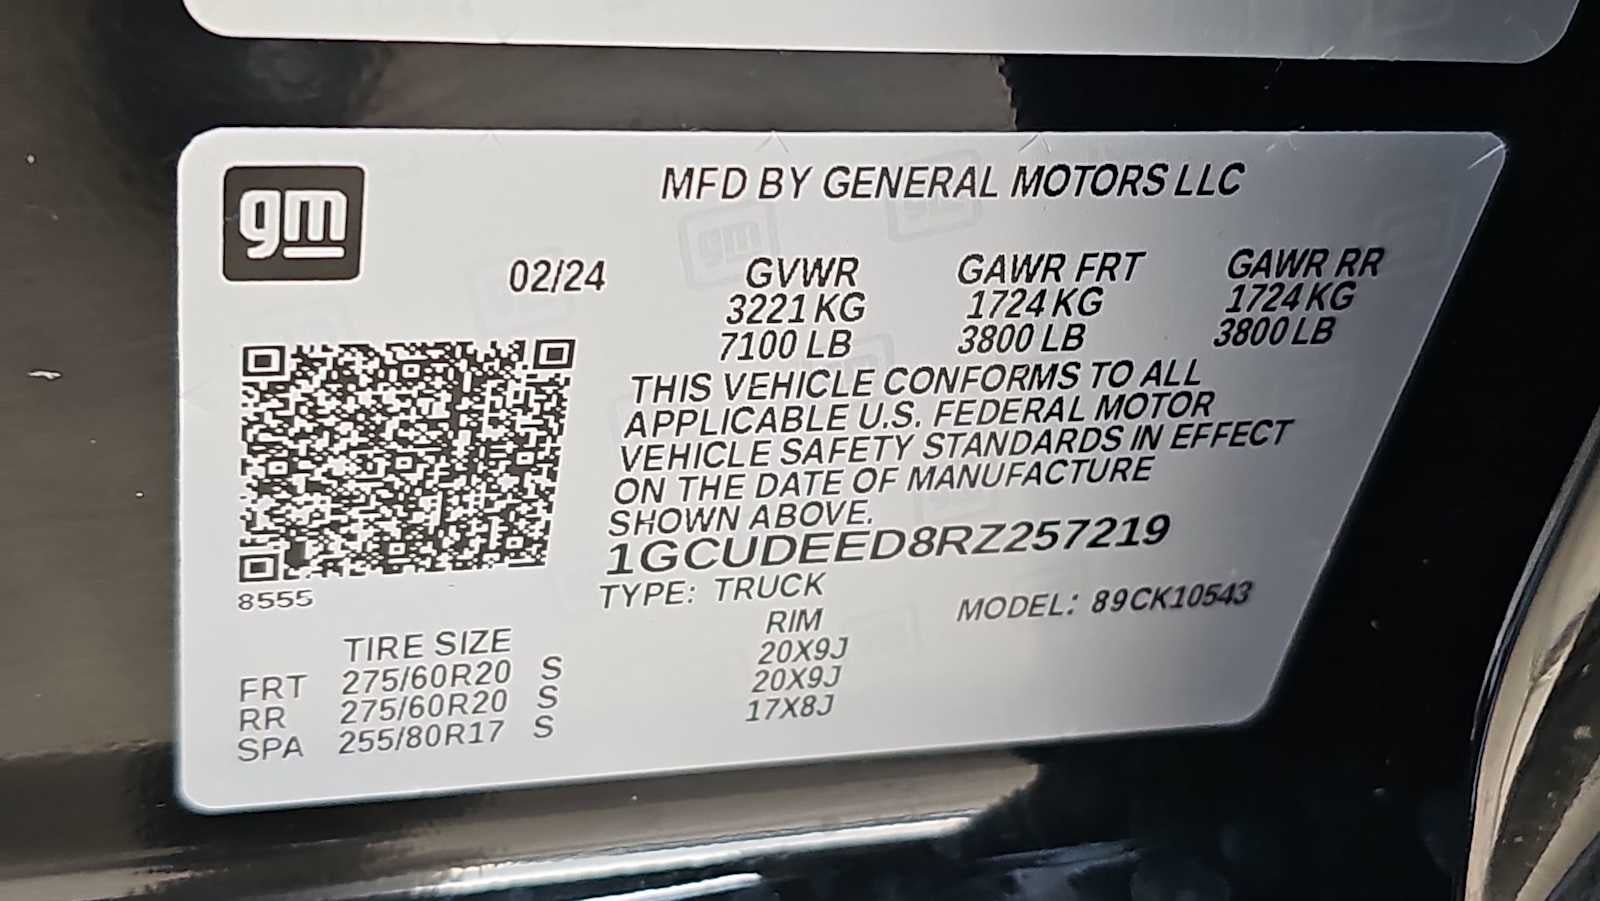 gm
MFD BY GENERAL MOTORS LLC
02/24 GVWR GAWR FRT GAWR RR
3221 KG 1724 KG 1724 KG
7100 LB 3800 LB 3800 LB
THIS VEHICLE CONFORMS TO ALL
APPLICABLE U.S. FEDERAL MOTOR
VEHICLE SAFETY STANDARDS IN EFFECT
ON THE DATE OF MANUFACTURE
SHOWN ABOVE.
1GCUDEED8RZ257219
8555
TYPE: TRUCK MODEL: 89CK10543
TIRE SIZE RIM
FRT 275/60R20 S 20X9J
RR 275/60R20 S 20X9J
SPA 255/80R17 S 17X8J